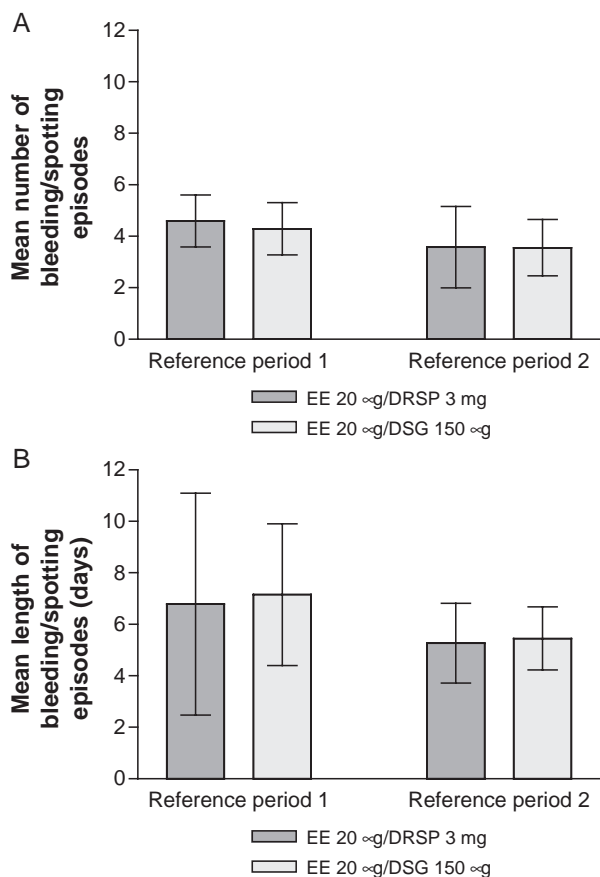 A
12
10
8
6
4
2
0
Mean number of
bleeding/spotting
episodes
Reference period 1
Reference period 2
EE 20 ∝g/DRSP 3 mg
EE 20 ∝g/DSG 150 ∝g
B
12
10
8
6
4
2
0
Mean length of
bleeding/spotting
episodes (days)
Reference period 1
Reference period 2
EE 20 ∝g/DRSP 3 mg
EE 20 ∝g/DSG 150 ∝g